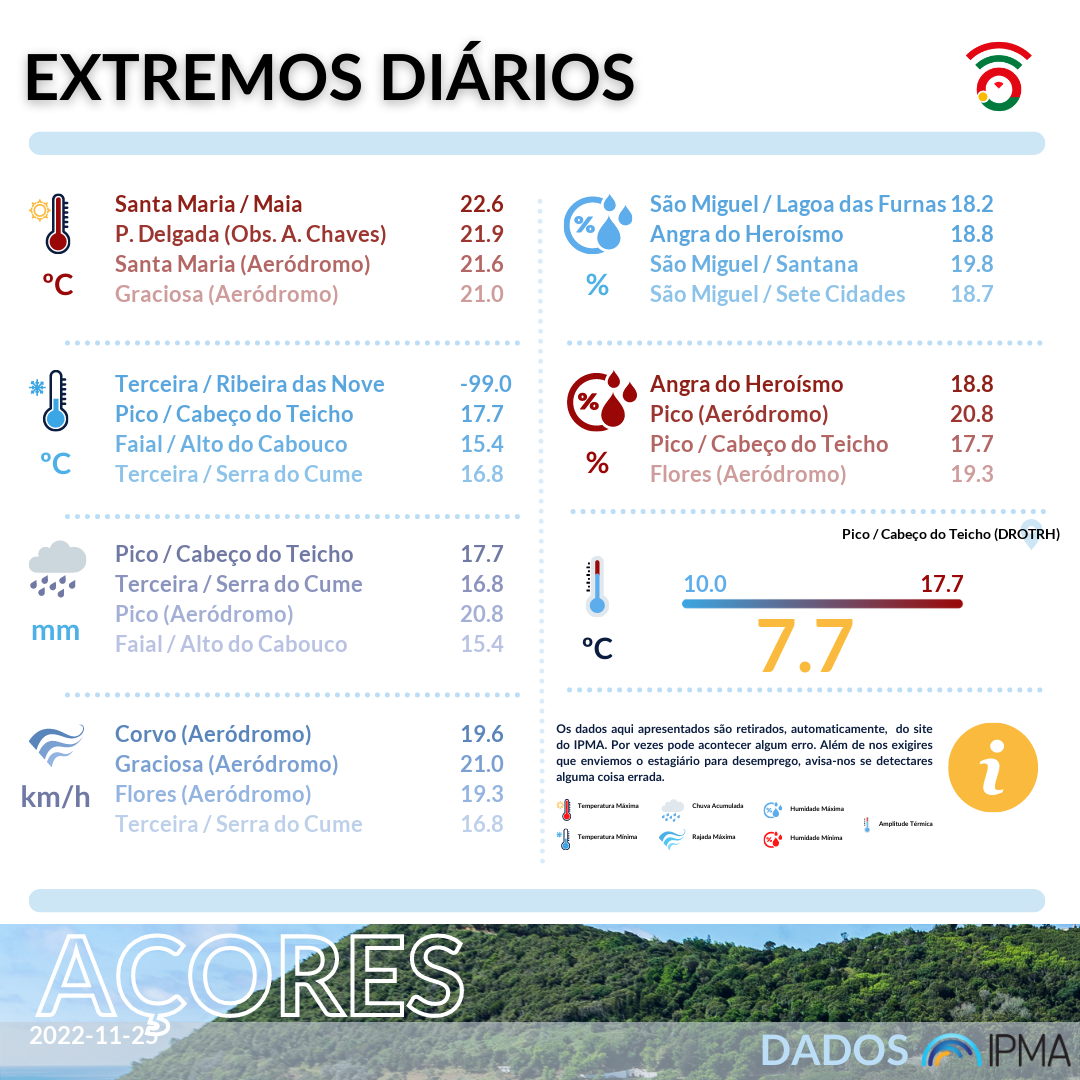 EXTREMOS DIÁRIOS
Santa Maria / Maia 22.6
P. Delgada (Obs. A. Chaves) 21.9
Santa Maria (Aeródromo) 21.6
Graciosa (Aeródromo) 21.0
ºC
Terceira / Ribeira das Nove -99.0
Pico / Cabeço do Teicho 17.7
Faial / Alto do Cabouco 15.4
Terceira / Serra do Cume 16.8
ºC
Pico / Cabeço do Teicho 17.7
Terceira / Serra do Cume 16.8
Pico (Aeródromo) 20.8
Faial / Alto do Cabouco 15.4
mm
Corvo (Aeródromo) 19.6
Graciosa (Aeródromo) 21.0
Flores (Aeródromo) 19.3
Terceira / Serra do Cume 16.8
km/h
%
São Miguel / Lagoa das Furnas 18.2
Angra do Heroísmo 18.8
São Miguel / Santana 19.8
São Miguel / Sete Cidades 18.7
%
%
Angra do Heroísmo 18.8
Pico (Aeródromo) 20.8
Pico / Cabeço do Teicho 17.7
Flores (Aeródromo) 19.3
%
Pico / Cabeço do Teicho (DROTRH)
10.0 17.7
7.7
ºC
Os dados aqui apresentados são retirados, automaticamente, do site
do IPMA. Por vezes pode acontecer algum erro. Além de nos exigires
que enviemos o estagiário para desemprego, avisa-nos se detectares
alguma coisa errada.
i
Temperatura Máxima
Chuva Acumulada
Humidade Máxima
Amplitude Térmica
Temperatura Mínima
Rajada Máxima
Humidade Mínima
AÇORES
2022-11-25
DADOS IPMA